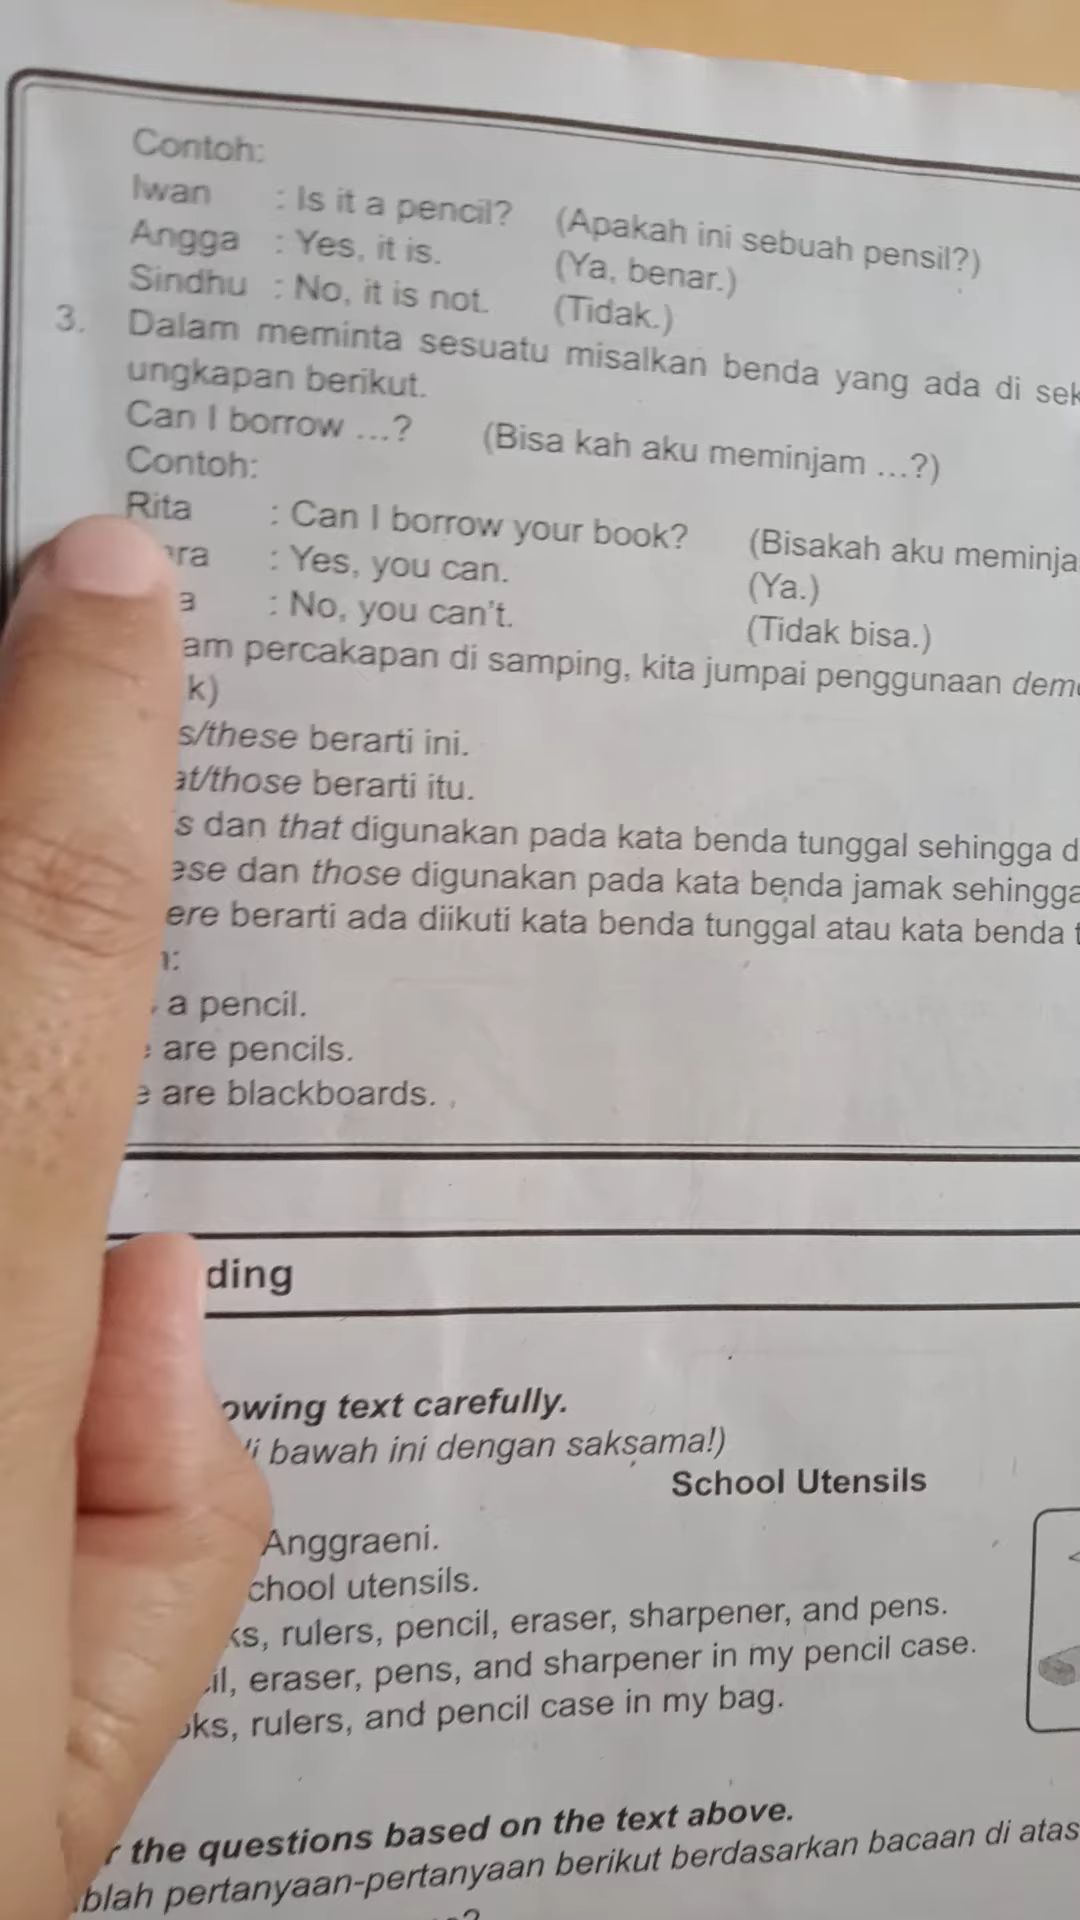 Contoh:
Iwan : Is it a pencil? (Apakah ini sebuah pensil?)
Angga : Yes, it is. (Ya, benar.)
Sindhu : No, it is not. (Tidak.)
3. Dalam meminta sesuatu misalkan benda yang ada di
ungkapan berikut.
Can I borrow ...? (Bisa kah aku meminjam ...?)
Contoh:
Rita : Can I borrow your book? (Bisakah aku
: Yes, you can. (Ya.)
: No, you can't. (Tidak bisa.)
percakapan di samping, kita jumpai penggunaan
k)
s/these berarti ini.
at/those berarti itu.
s dan that digunakan pada kata benda tunggal sehingga
ese dan those digunakan pada kata benda jamak sehingga
ere berarti ada diikuti kata benda tunggal atau kata benda
a pencil.
are pencils.
are blackboards.
ding
owing text carefully.
bawah ini dengan saksama!)
School Utensils
Anggraeni.
chool utensils.
ks, rulers, pencil, eraser, sharpener, and pens.
il, eraser, pens, and sharpener in my pencil case.
ks, rulers, and pencil case in my bag.
r the questions based on the text above.
blah pertanyaan-pertanyaan berikut berdasarkan bacaan di atas